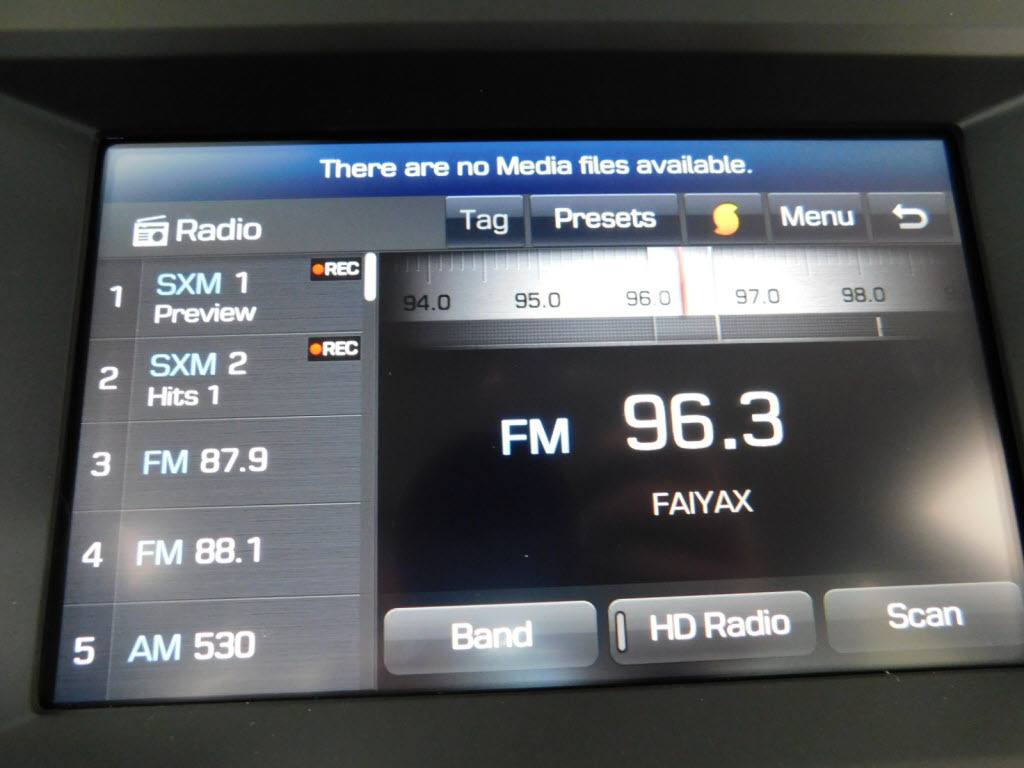 There are no Media files available.
Radio
Tag
Presets
Menu
1
SXM 1
REC
Preview
2
SXM 2
REC
Hits 1
3
FM 87.9
4
FM 88.1
5
AM 530
94.0 95.0 96.0 97.0 98.0
FM 96.3
FAIYAX
Band
HD Radio
Scan